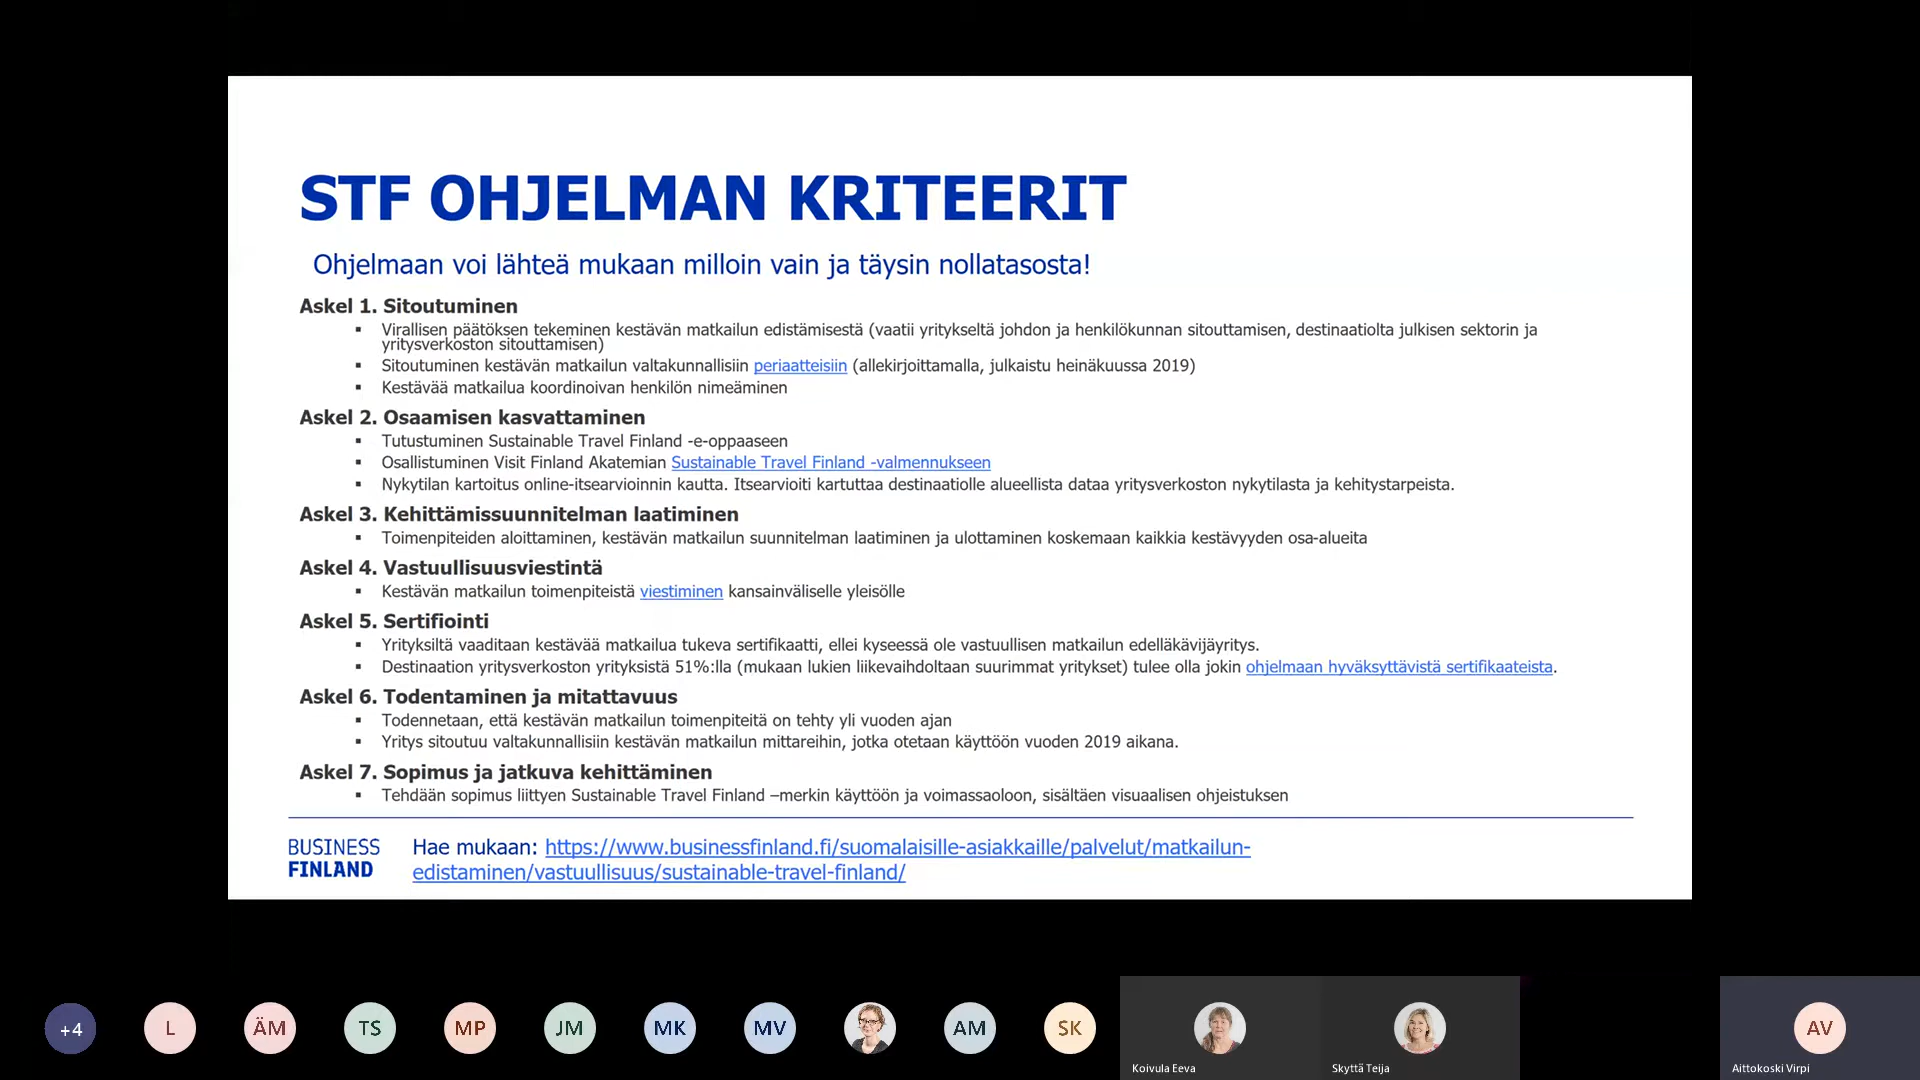 STF OHJELMAN KRITEERIT
Ohjelmaan voi lähteä mukaan milloin vain ja täysin nollatasosta!
Askel 1. Sitoutuminen
▪ Virallisen päätöksen tekeminen kestävän matkailun edistämisestä (vaatii yritykseltä johdon ja henkilökunnan sitouttamisen, destinaatiolta julkisen sektorin ja
yritysverkoston sitouttamisen)
▪ Sitoutuminen kestävän matkailun valtakunnallisiin periaatteisiin (allekirjoittamalla, julkaistu heinäkuussa 2019)
▪ Kestävää matkailua koordinoivan henkilön nimeäminen
Askel 2. Osaamisen kasvattaminen
▪ Tutustuminen Sustainable Travel Finland -e-oppaaseen
▪ Osallistuminen Visit Finland Akatemian Sustainable Travel Finland -valmennukseen
▪ Nykytilan kartoitus online-itsearvioinnin kautta. Itsearvioiti kartuttaa destinaatiolle alueellista dataa yritysverkoston nykytilasta ja kehitystarpeista.
Askel 3. Kehittämissuunnitelman laatiminen
▪ Toimenpiteiden aloittaminen, kestävän matkailun suunnitelman laatiminen ja ulottaminen koskemaan kaikkia kestävyyden osa-alueita
Askel 4. Vastuullisuusviestintä
▪ Kestävän matkailun toimenpiteistä viestiminen kansainväliselle yleisölle
Askel 5. Sertifiointi
▪ Yrityksiltä vaaditaan kestävää matkailua tukeva sertifikaatti, ellei kyseessä ole vastuullisen matkailun edelläkävijäyritys.
▪ Destinaation yritysverkoston yrityksistä 51%:lla (mukaan lukien liikevaihdoltaan suurimmat yritykset) tulee olla jokin ohjelmaan hyväksyttävistä sertifikaateista.
Askel 6. Todentaminen ja mitattavuus
▪ Todennetaan, että kestävän matkailun toimenpiteitä on tehty yli vuoden ajan
▪ Yritys sitoutuu valtakunnallisiin kestävän matkailun mittareihin, jotka otetaan käyttöön vuoden 2019 aikana.
Askel 7. Sopimus ja jatkuva kehittäminen
▪ Tehdään sopimus liittyen Sustainable Travel Finland –merkin käyttöön ja voimassaoloon, sisältäen visuaalisen ohjeistuksen
BUSINESS
FINLAND
Hae mukaan: https://www.businessfinland.fi/suomalaisille-asiakkaille/palvelut/matkailun-
edistaminen/vastuullisuus/sustainable-travel-finland/
+4 L ÄM TS MP JM MK MV AM SK AV
Koivula Eeva Skyttä Teija Aittokoski Virpi